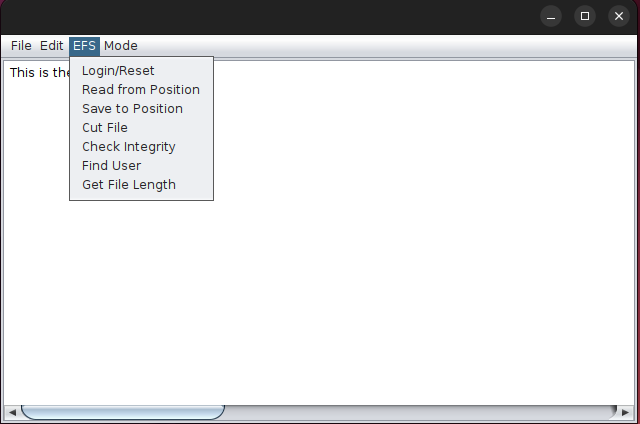 File Edit EFS Mode
This is the
Login/Reset
Read from Position
Save to Position
Cut File
Check Integrity
Find User
Get File Length